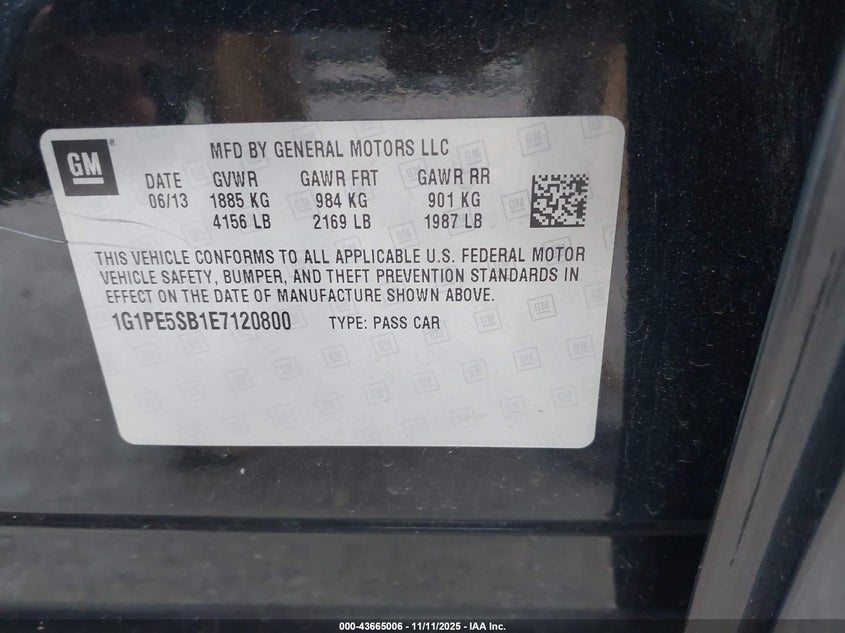 GM
MFD BY GENERAL MOTORS LLC
DATE GVWR GAWR FRT GAWR RR
06/13 1885 KG 984 KG 901 KG
4156 LB 2169 LB 1987 LB
THIS VEHICLE CONFORMS TO ALL APPLICABLE U.S. FEDERAL MOTOR
VEHICLE SAFETY, BUMPER, AND THEFT PREVENTION STANDARDS IN
EFFECT ON THE DATE OF MANUFACTURE SHOWN ABOVE.
1G1PE5SB1E7120800 TYPE: PASS CAR
000-43665006 - 11/11/2025 - IAA Inc.